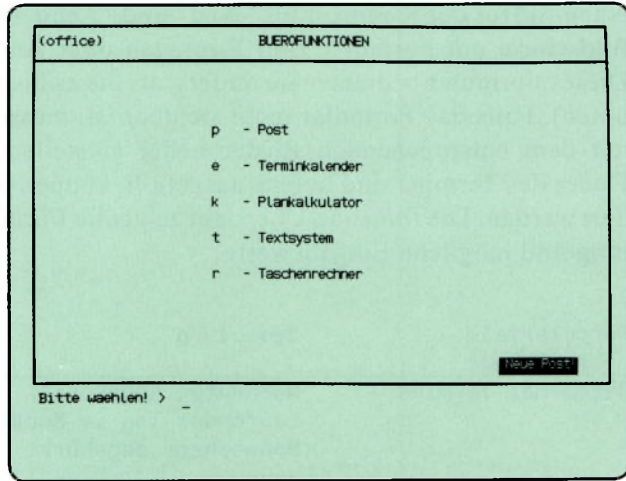 (office) BUEROFUNKTIONEN
p - Post
e - Terminkalender
k - Plankalkulator
t - Textsystem
r - Taschenrechner
Neue Post!
Bitte waehlen! > _